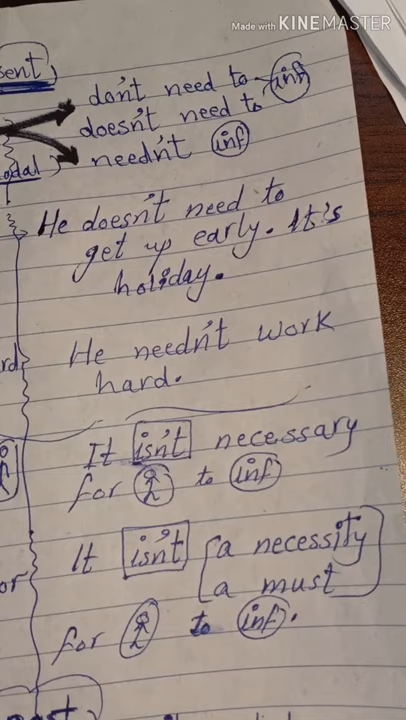 Made with KINEMASTER
sent)
don't need to inf
doesn't need to
odal) needn't inf
He doesn't need to
get up early. It's
holiday.
He needn't work
hard.
It isn't necessary
for to inf
It isn't a necessity
a must
for to inf.